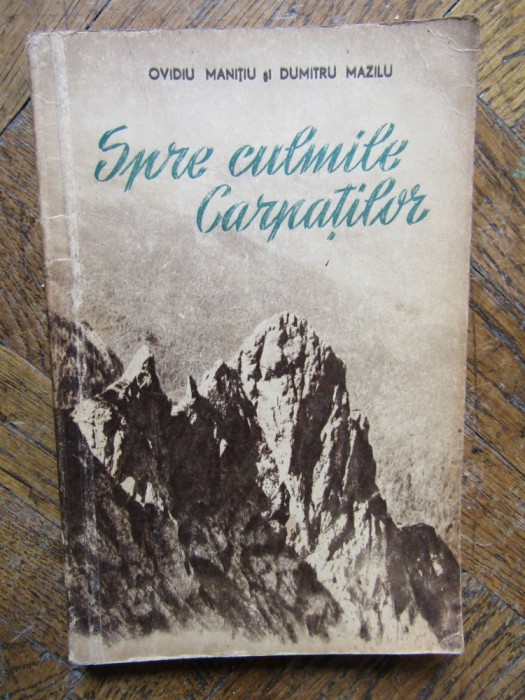 OVIDIU MANIȚIU și DUMITRU MAZILU
Spre culmile
Carpaților